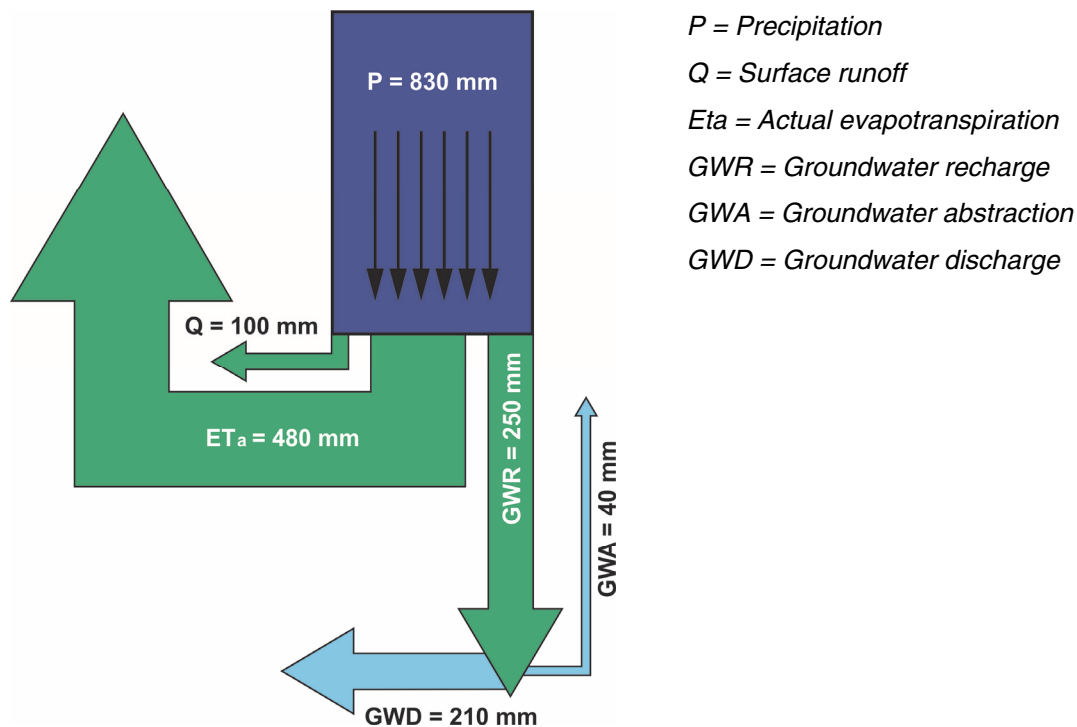 P = 830 mm
Q = 100 mm
ETa = 480 mm
GWR = 250 mm
GWA = 40 mm
GWD = 210 mm
P = Precipitation
Q = Surface runoff
Eta = Actual evapotranspiration
GWR = Groundwater recharge
GWA = Groundwater abstraction
GWD = Groundwater discharge